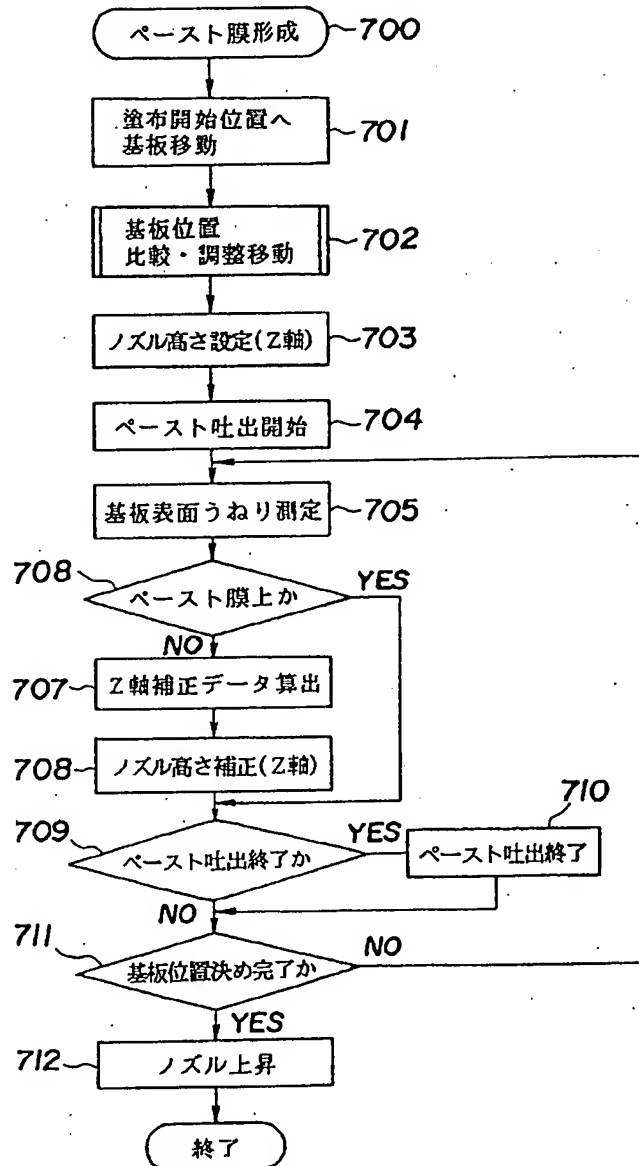 ペースト膜形成
700
塗布開始位置へ
基板移動
701
基板位置
比較・調整移動
702
ノズル高さ設定(Z軸)
703
ペースト吐出開始
704
基板表面うねり測定
705
708
ペースト膜上か
YES
NO
707
Z軸補正データ算出
708
ノズル高さ補正(Z軸)
709
ペースト吐出終了か
YES
710
ペースト吐出終了
NO
711
基板位置決め完了か
NO
YES
712
ノズル上昇
終了